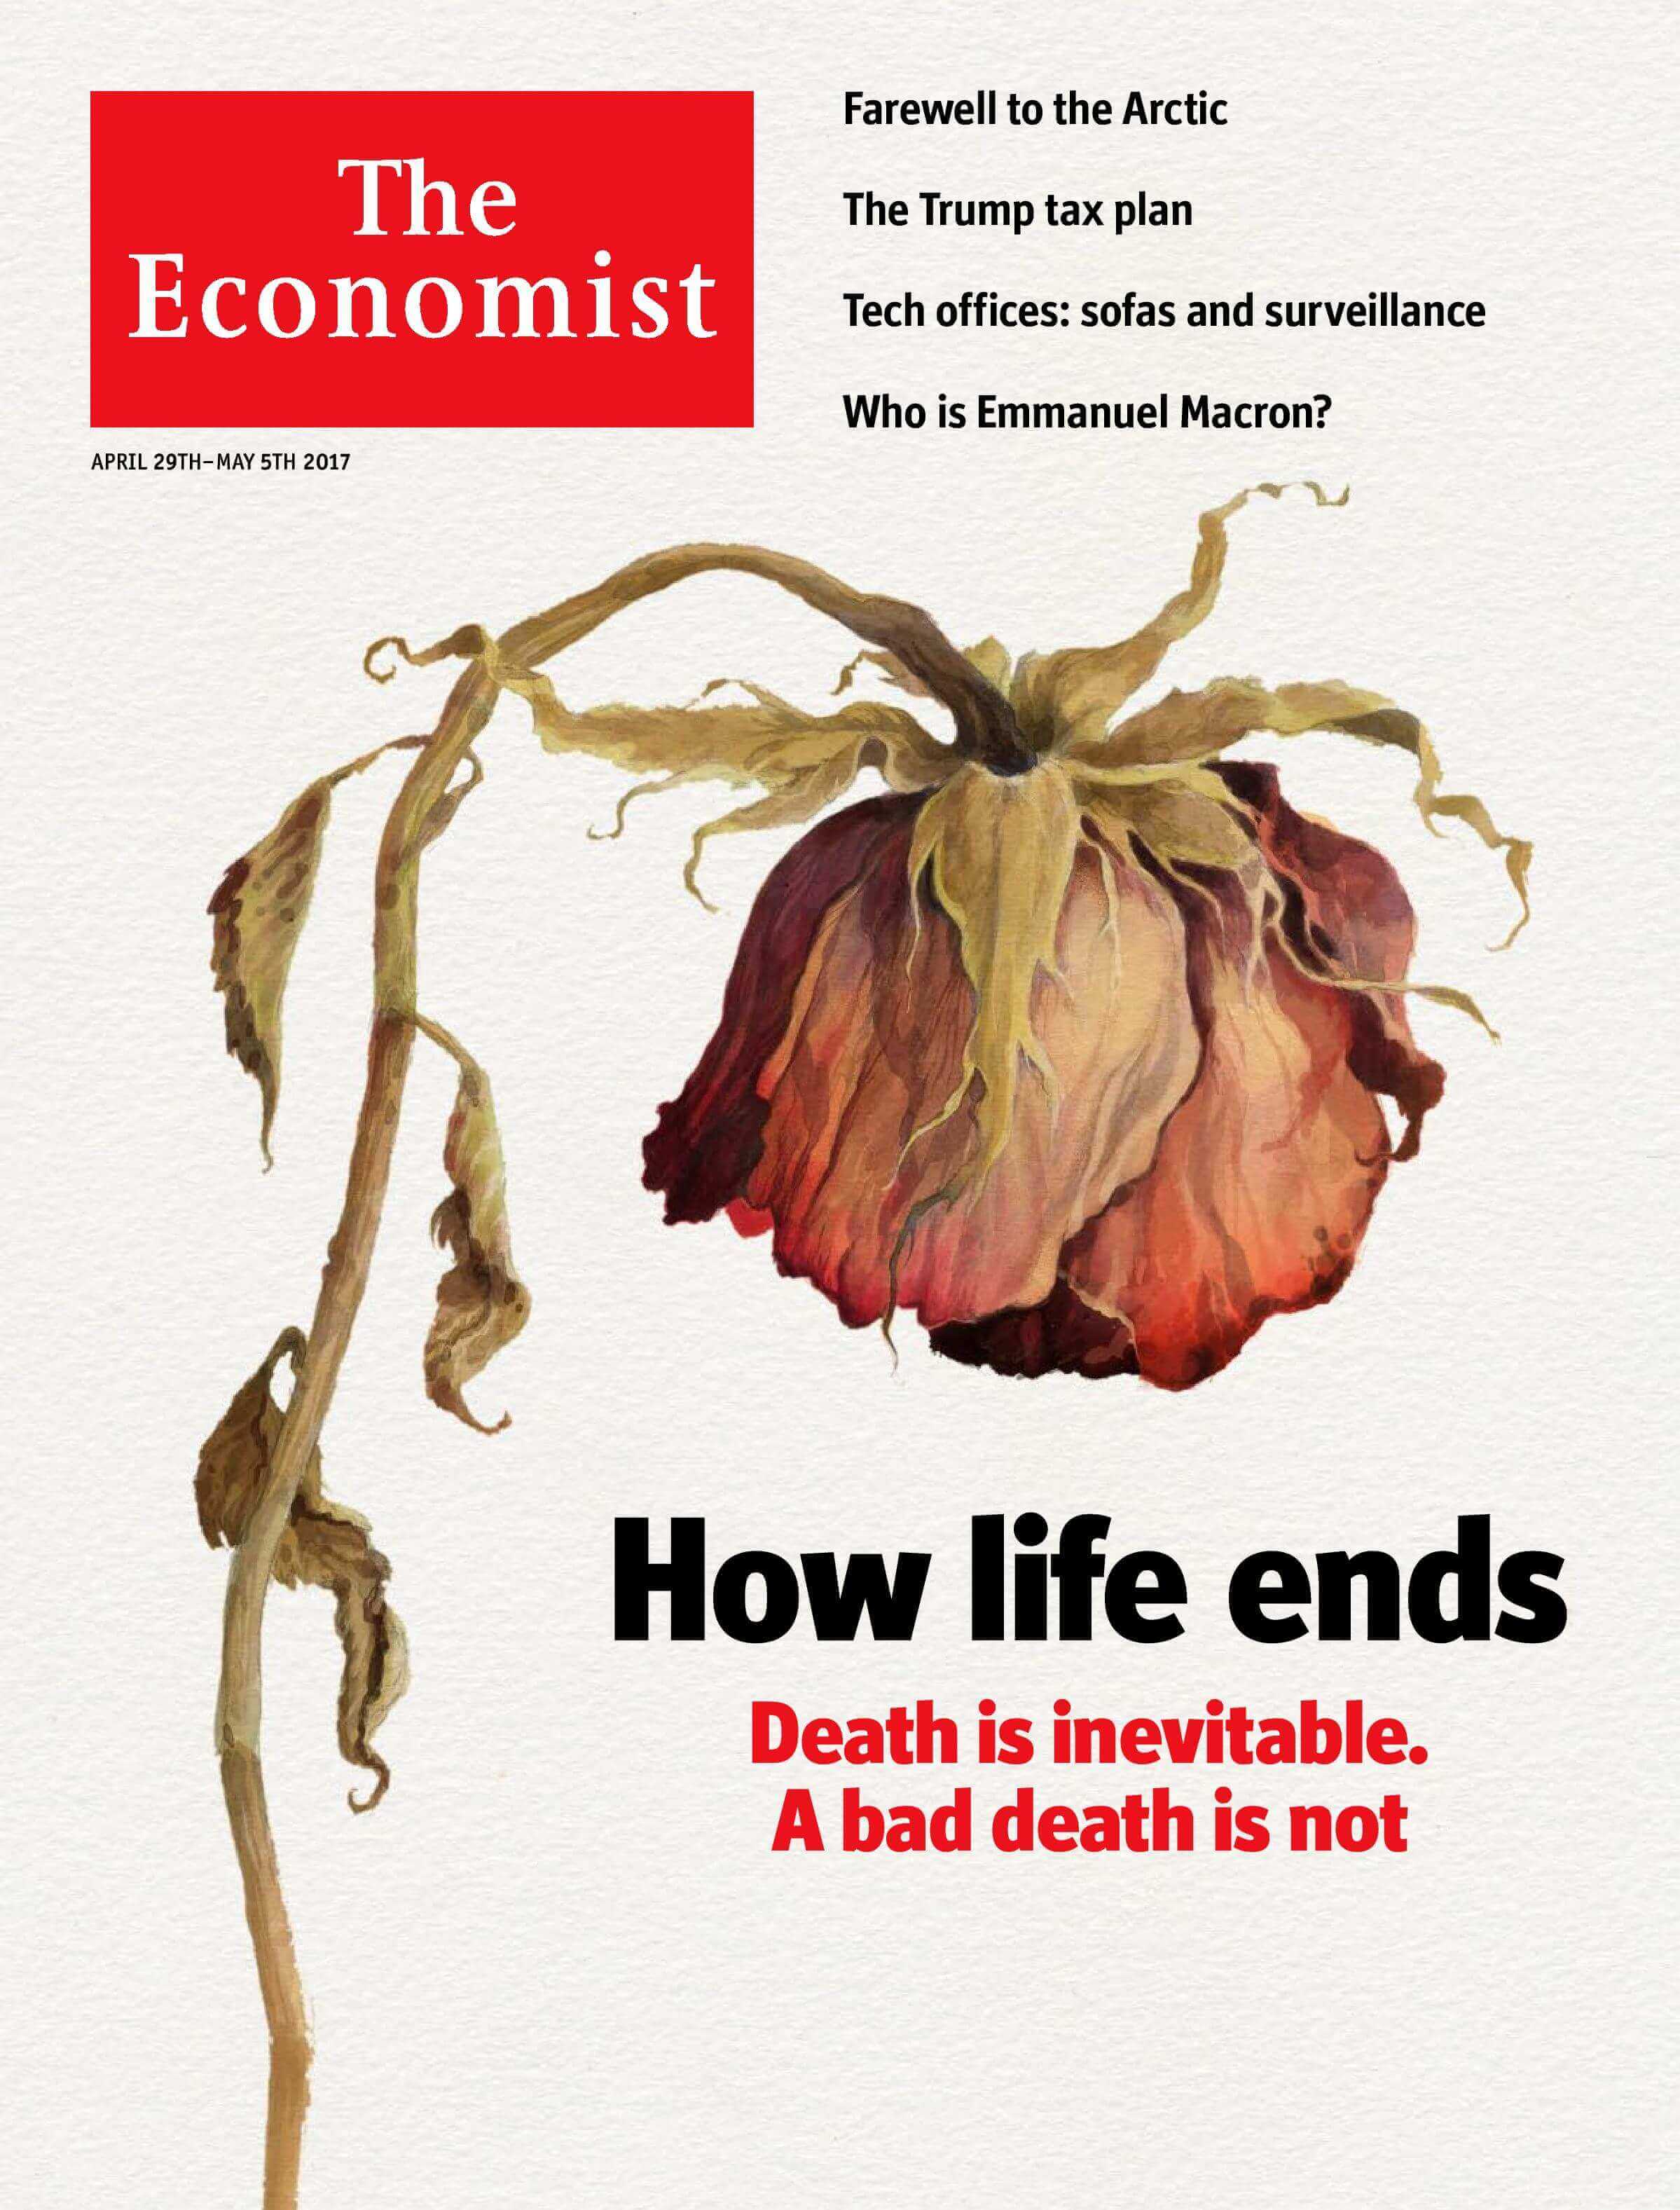 The
Economist
APRIL 29TH–MAY 5TH 2017
Farewell to the Arctic
The Trump tax plan
Tech offices: sofas and surveillance
Who is Emmanuel Macron?
How life ends
Death is inevitable.
A bad death is not